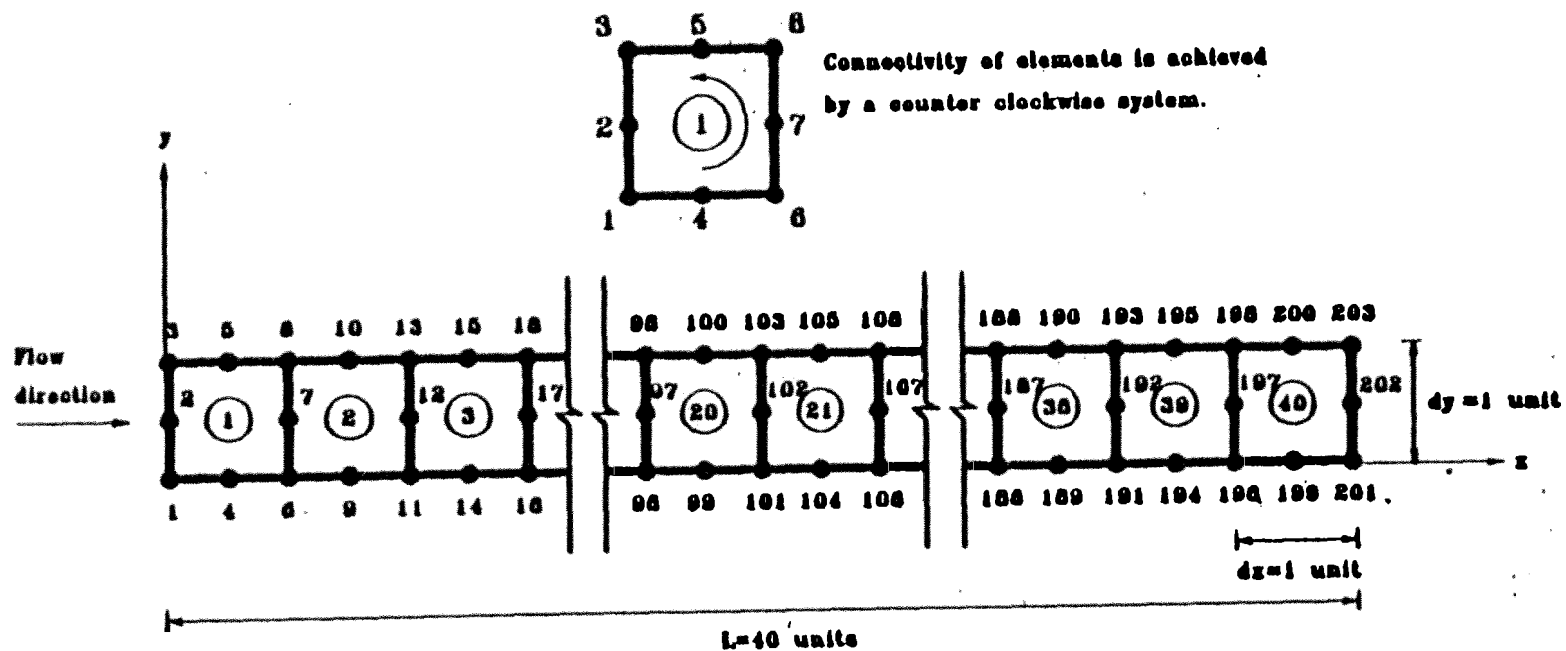 3 5 8
Connectivity of elements is achieved
2 1 7
by a counter clockwise system.
1 4 6
y
3 5 8 10 13 15 18 98 100 103 105 108 188 190 193 195 198 200 203
Flow
direction
2 1 7 2 12 3 17 97 20 102 21 107 187 38 192 39 197 40 202
dy=1 unit
x
1 4 6 9 11 14 16 96 99 101 104 106 186 189 191 194 196 199 201
dx=1 unit
L=40 units